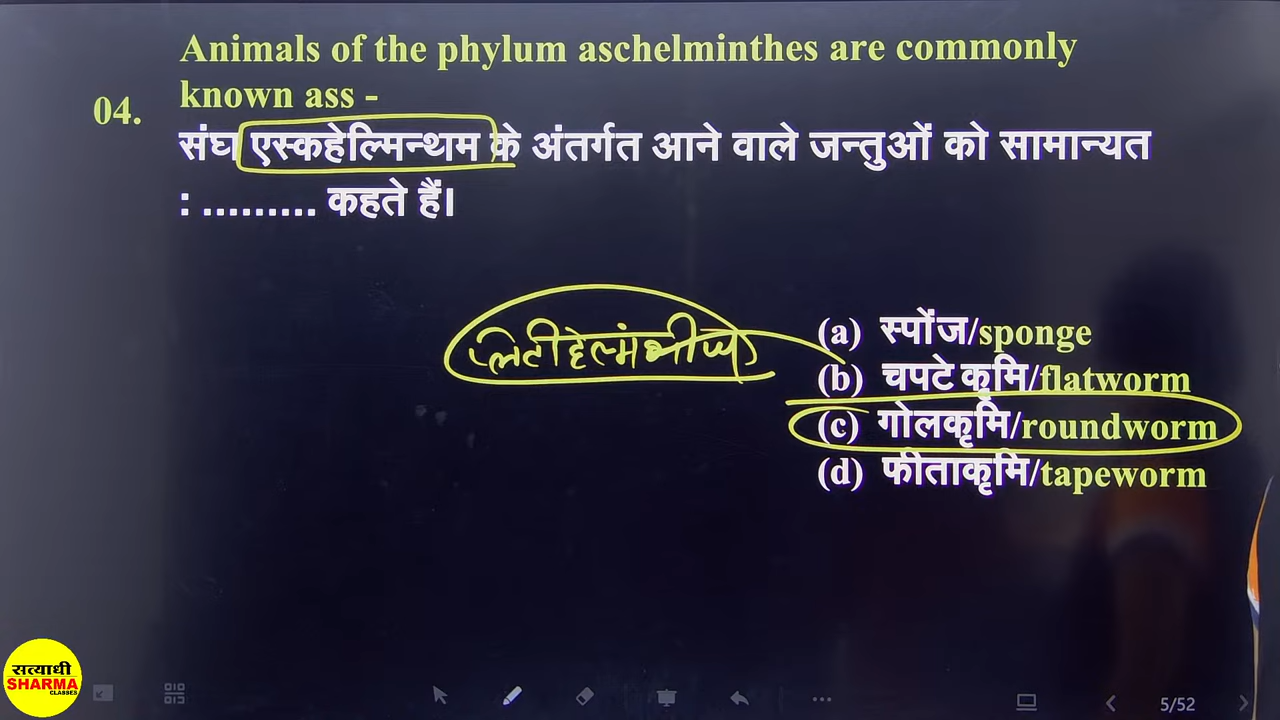 Animals of the phylum aschelminthes are commonly
known ass -
04.
संघ एस्कहेल्मिन्थम के अंतर्गत आने वाले जन्तुओं को सामान्यत
: ......... कहते हैं।
(a) स्पोंज/sponge
(b) चपटे कृमि/flatworm
(c) गोलकृमि/roundworm
(d) फीताकृमि/tapeworm
सत्याधी
SHARMA
CLASSES
5/52